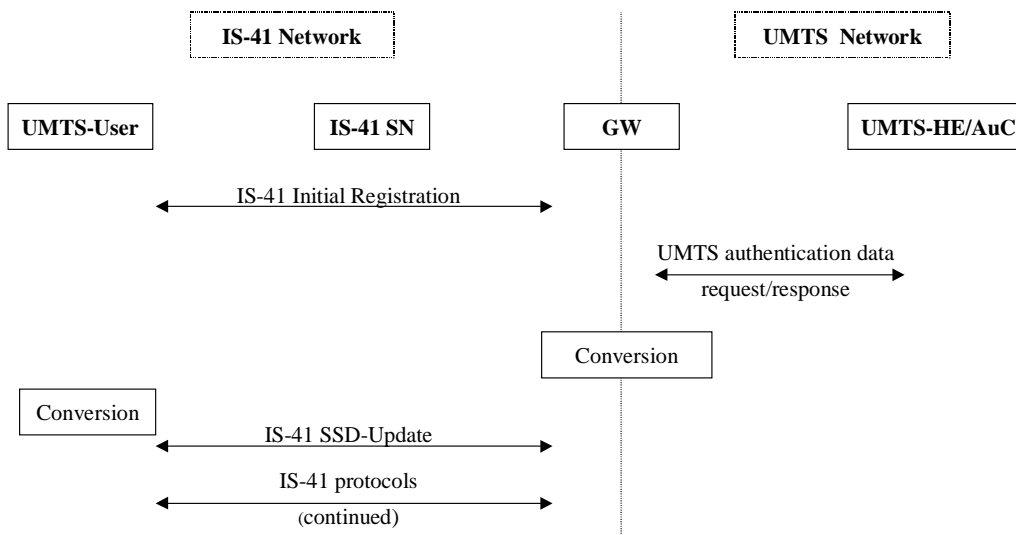 IS-41 Network
UMTS Network
UMTS-User
IS-41 SN
GW
UMTS-HE/AuC
IS-41 Initial Registration
UMTS authentication data
request/response
Conversion
Conversion
IS-41 SSD-Update
IS-41 protocols
(continued)